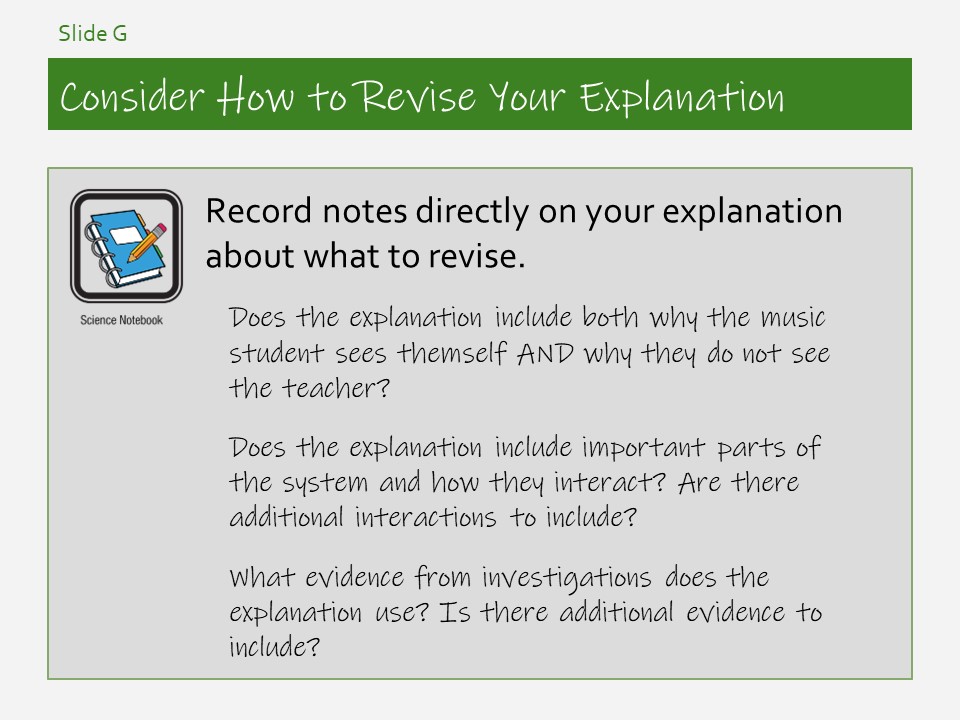 Slide G
Consider How to Revise Your Explanation
Record notes directly on your explanation
about what to revise.
Science Notebook
Does the explanation include both why the music
student sees themself AND why they do not see
the teacher?
Does the explanation include important parts of
the system and how they interact? Are there
additional interactions to include?
What evidence from investigations does the
explanation use? Is there additional evidence to
include?